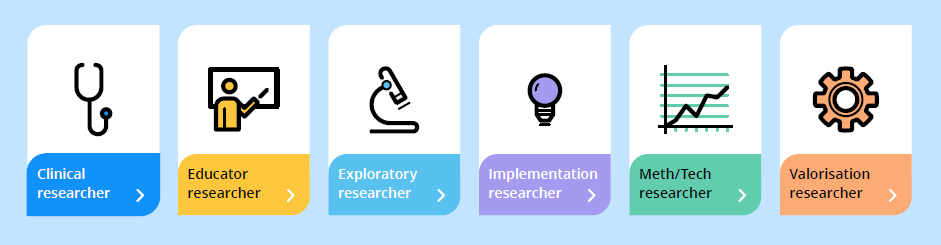 Clinical
researcher
Educator
researcher
Exploratory
researcher
Implementation
researcher
Meth/Tech
researcher
Valorisation
researcher